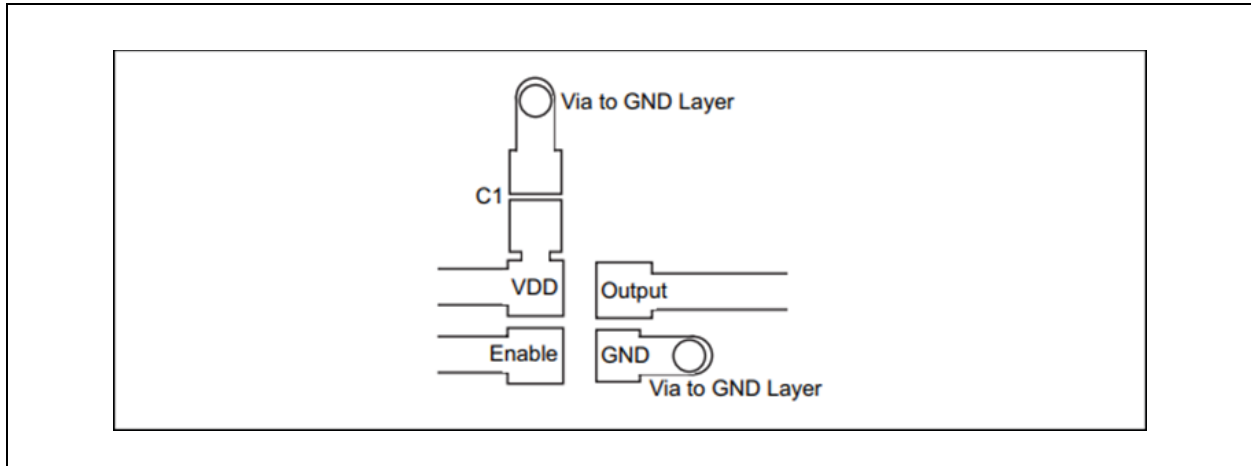 Via to GND Layer
C1
VDD
Output
Enable
GND
Via to GND Layer